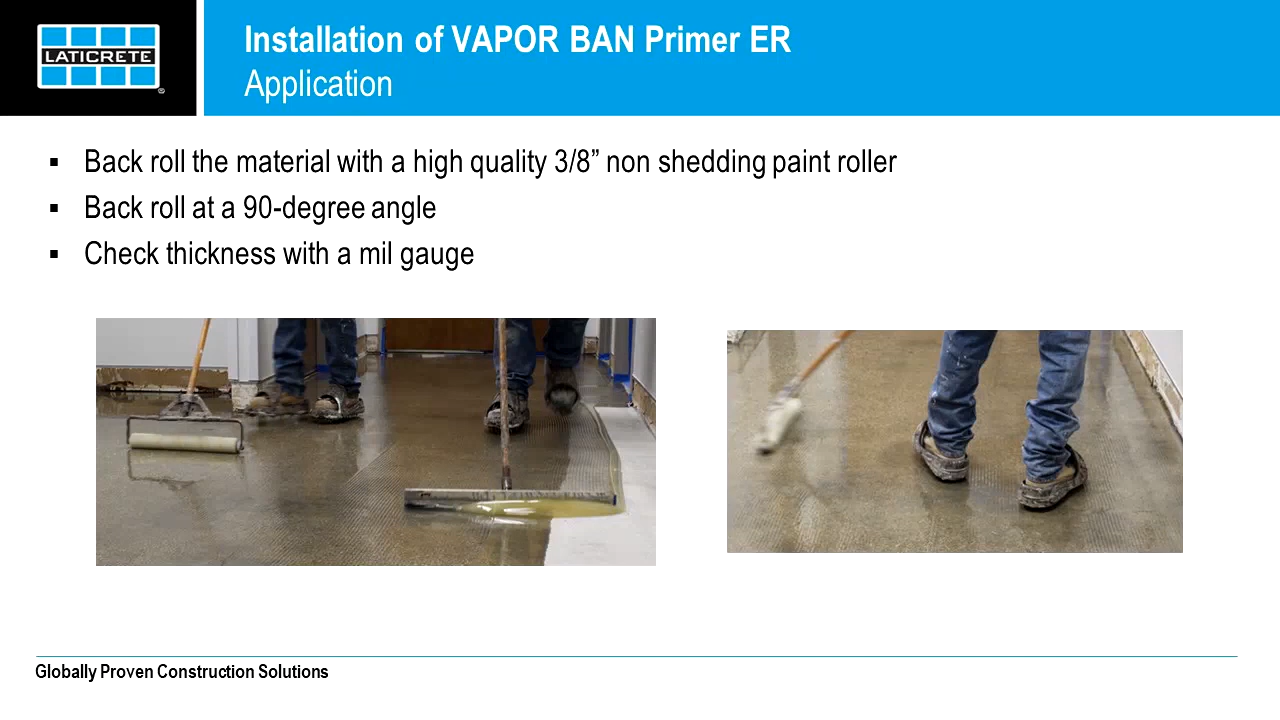 LATICRETE
®
Installation of VAPOR BAN Primer ER
Application
▪ Back roll the material with a high quality 3/8” non shedding paint roller
▪ Back roll at a 90-degree angle
▪ Check thickness with a mil gauge
Globally Proven Construction Solutions